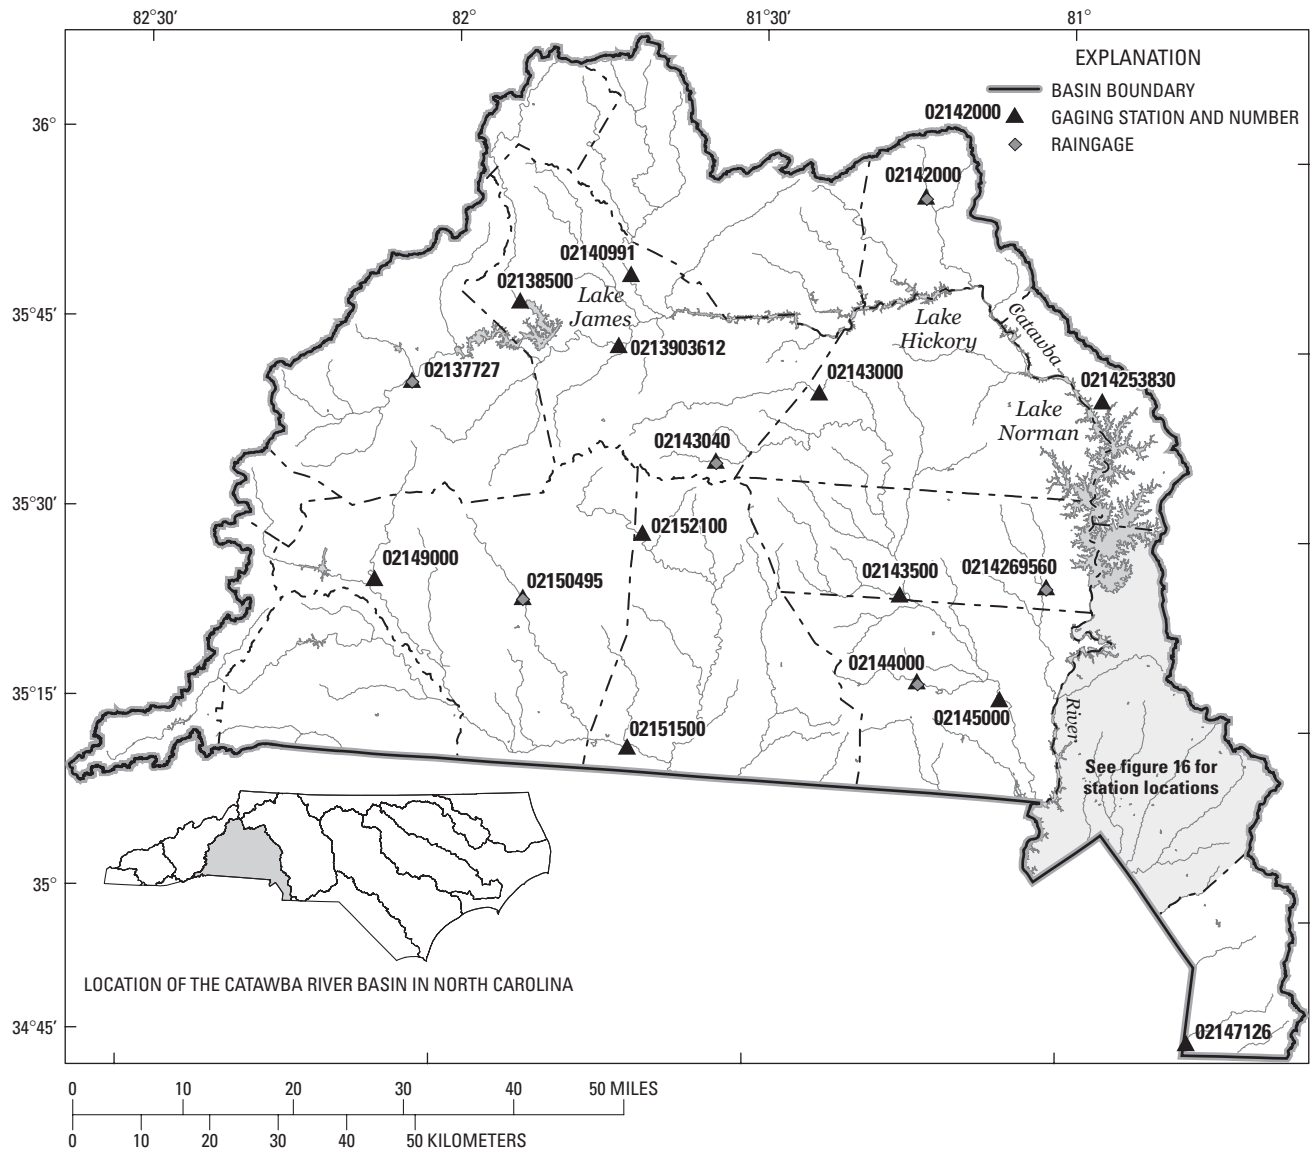 82°30'
82°
81°30'
81°
EXPLANATION
BASIN BOUNDARY
02142000
GAGING STATION AND NUMBER
RAINGAGE
36°
02142000
02140991
02138500
Lake
James
35°45'
Lake
Hickory
Catawba
0213903612
02137727
02143000
0214253830
Lake
Norman
02143040
35°30'
02152100
02149000
02150495
02143500
0214269560
02144000
35°15'
02145000
River
02151500
See figure 16 for
station locations
35°
LOCATION OF THE CATAWBA RIVER BASIN IN NORTH CAROLINA
34°45'
02147126
0 10 20 30 40 50 MILES
0 10 20 30 40 50 KILOMETERS